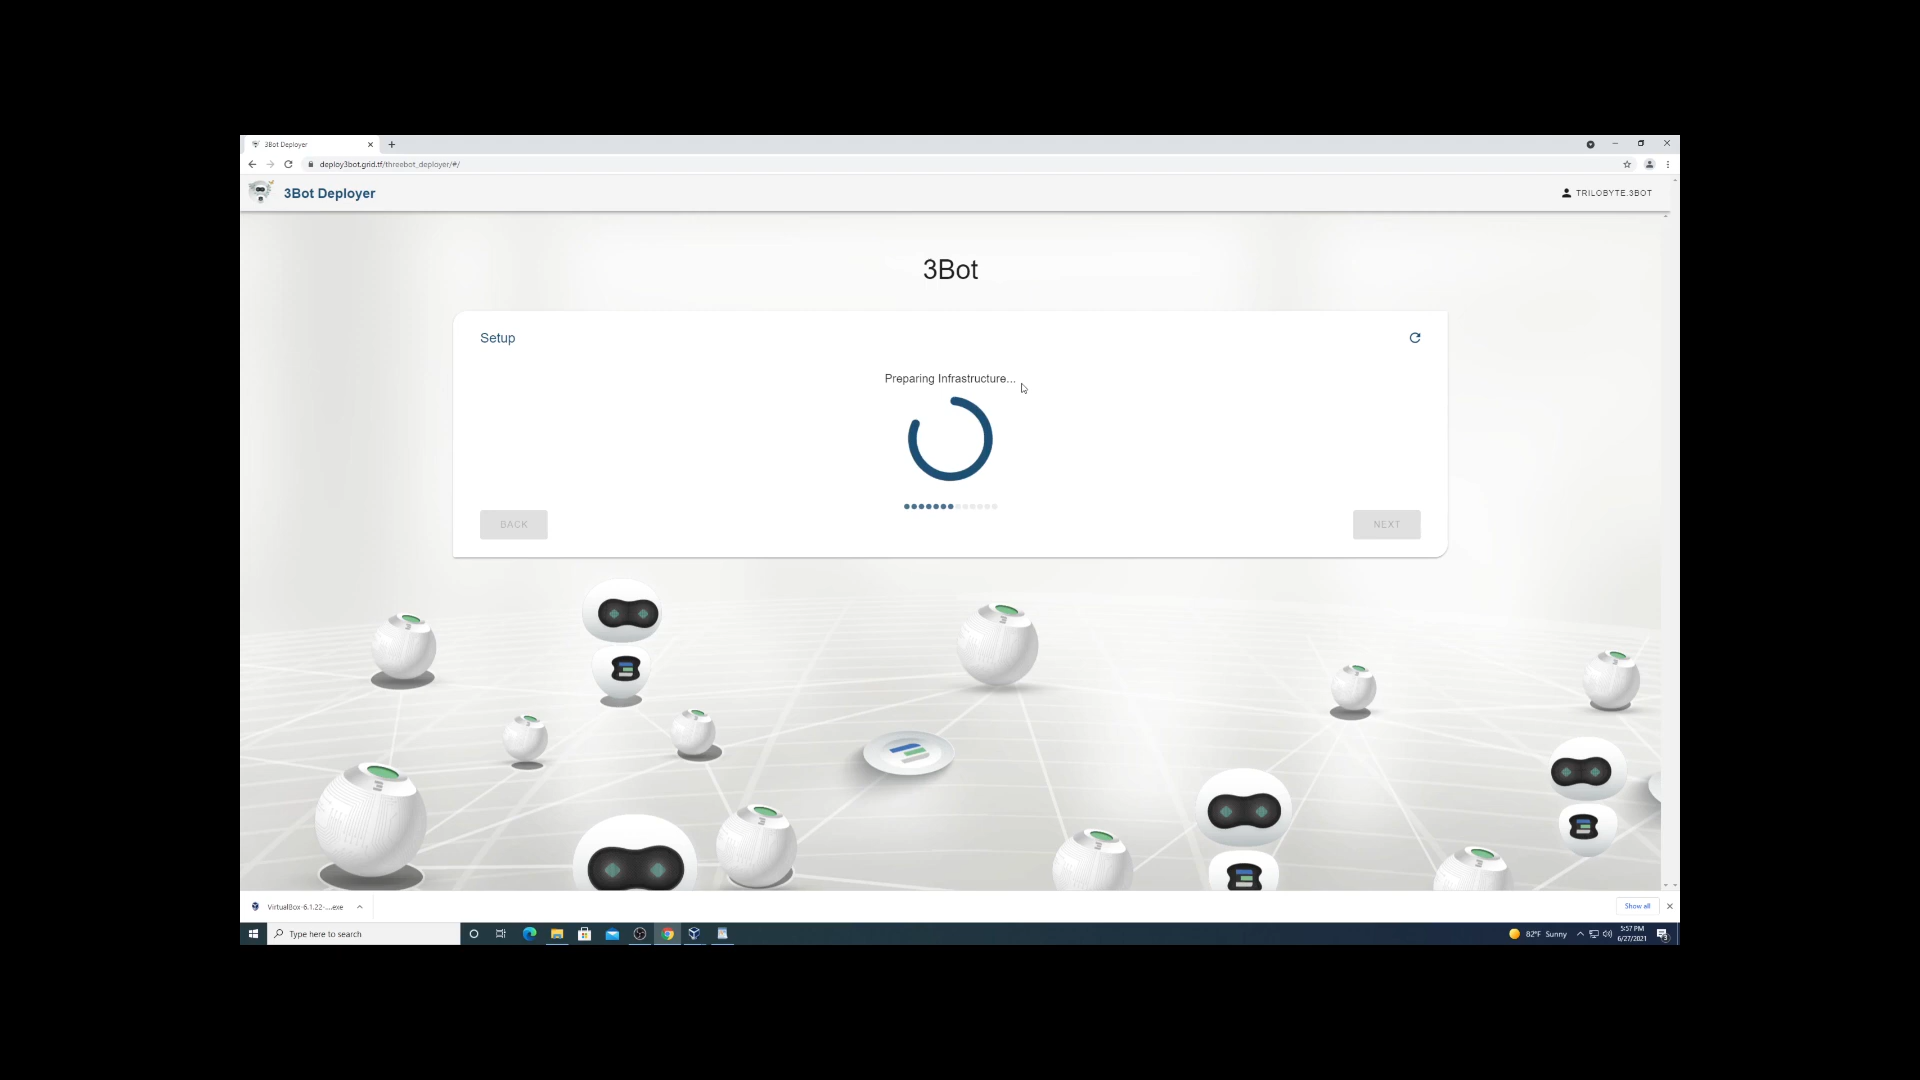 3Bot Deployer
deploy3bot.grid.tf/threebot_deployer/#/
3Bot Deployer
TRILOBYTE.3BOT
3Bot
Setup
Preparing Infrastructure...
BACK
NEXT
VirtualBox-6.1.22-....exe
Show all
Type here to search
82°F Sunny
5:57 PM
6/27/2021